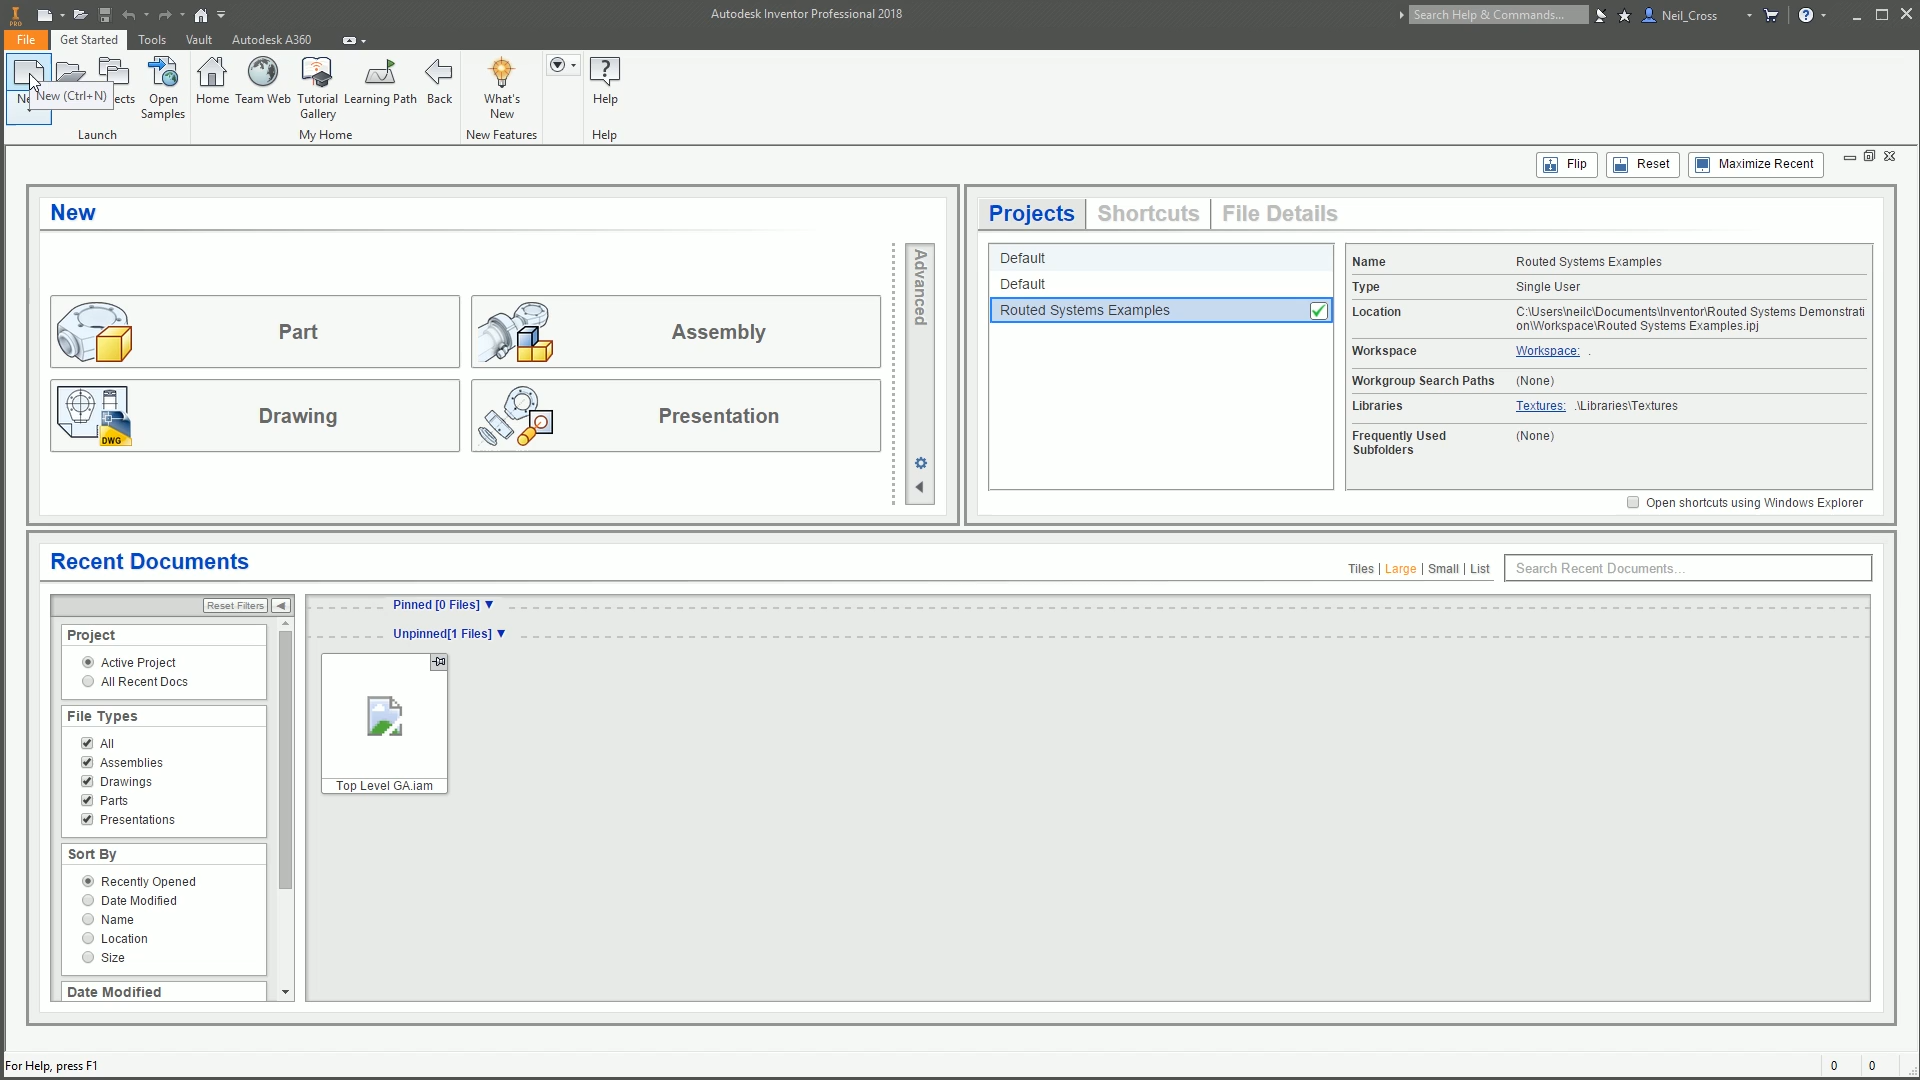 PRO
Autodesk Inventor Professional 2018
Search Help & Commands...
Neil_Cross
File
Get Started
Tools
Vault
Autodesk A360
New (Ctrl+N)
Open
Samples
Home
Team Web
Tutorial
Gallery
Learning Path
Back
What's
New
Help
Launch
My Home
New Features
Help
Flip
Reset
Maximize Recent
New
Part
Assembly
Drawing
DWG
Presentation
Advanced
Projects
Shortcuts
File Details
Default
Default
Routed Systems Examples
Name Routed Systems Examples
Type Single User
Location C:\Users\neilc\Documents\Inventor\Routed Systems Demonstrati
on\Workspace\Routed Systems Examples.ipj
Workspace Workspace: .
Workgroup Search Paths (None)
Libraries Textures: .\Libraries\Textures
Frequently Used (None)
Subfolders
Open shortcuts using Windows Explorer
Recent Documents
Tiles | Large | Small | List
Search Recent Documents...
Reset Filters
Project
Active Project
All Recent Docs
File Types
All
Assemblies
Drawings
Parts
Presentations
Sort By
Recently Opened
Date Modified
Name
Location
Size
Date Modified
Pinned [0 Files]
Unpinned[1 Files]
Top Level GA.iam
For Help, press F1
0 0